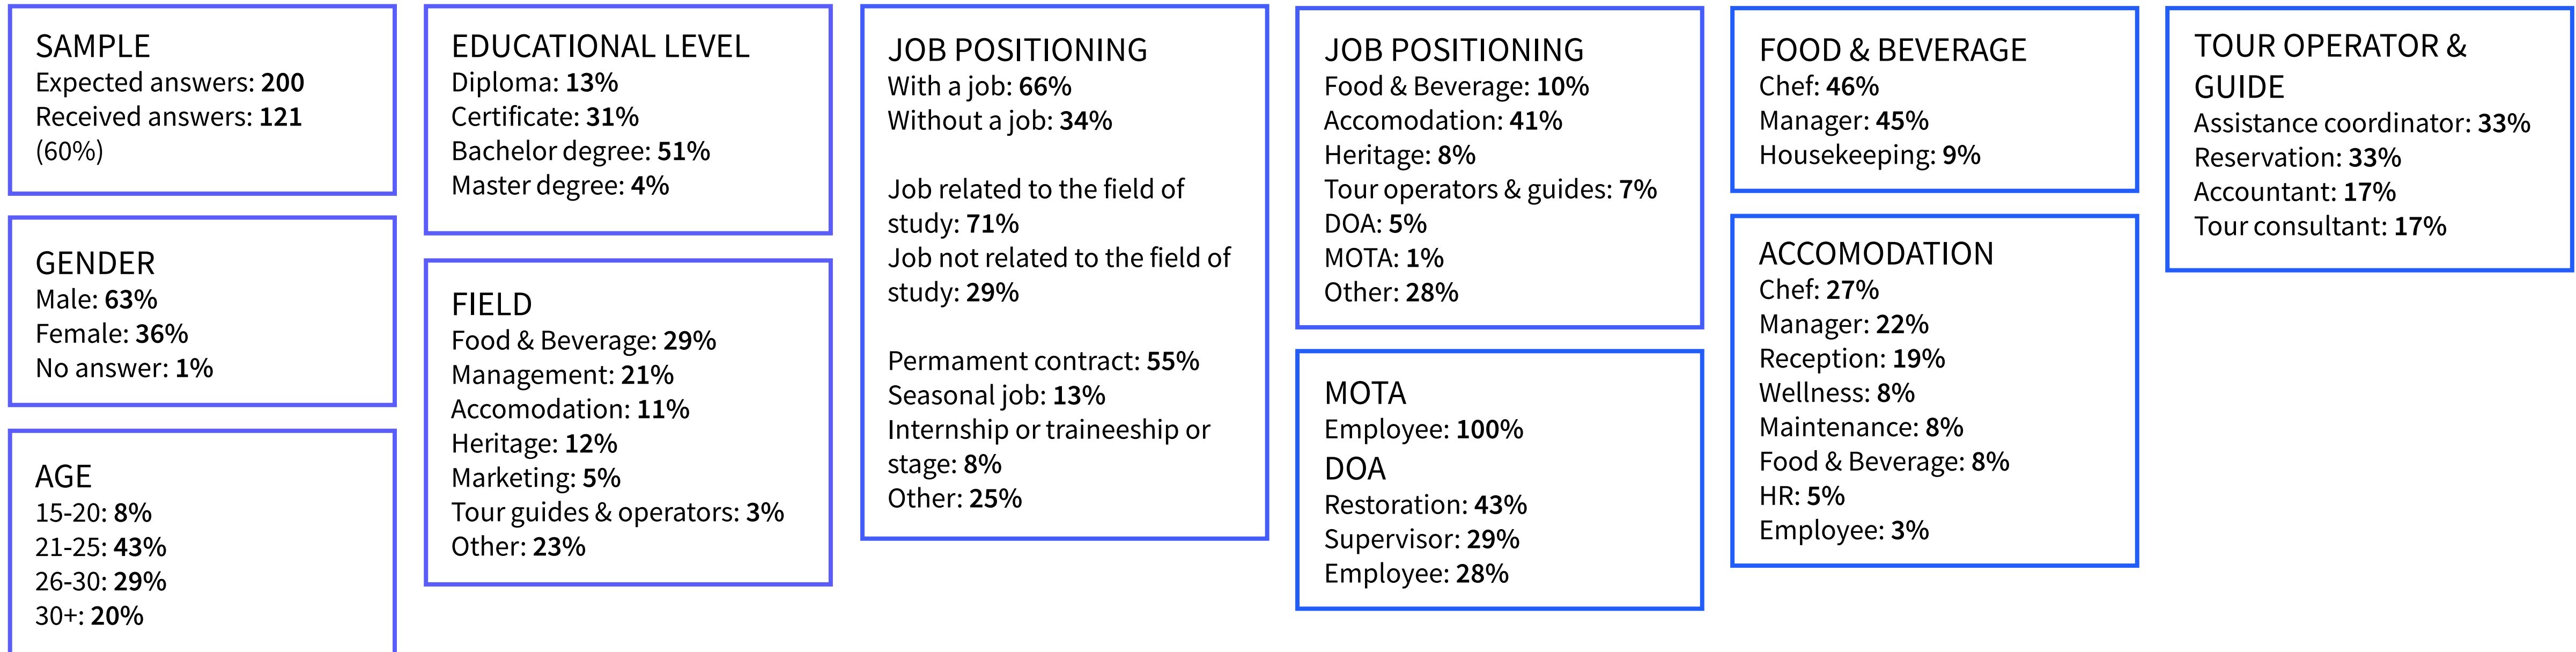 SAMPLE
Expected answers: 200
Received answers: 121
(60%)
GENDER
Male: 63%
Female: 36%
No answer: 1%
AGE
15-20: 8%
21-25: 43%
26-30: 29%
30+: 20%
EDUCATIONAL LEVEL
Diploma: 13%
Certificate: 31%
Bachelor degree: 51%
Master degree: 4%
FIELD
Food & Beverage: 29%
Management: 21%
Accomodation: 11%
Heritage: 12%
Marketing: 5%
Tour guides & operators: 3%
Other: 23%
JOB POSITIONING
With a job: 66%
Without a job: 34%
Job related to the field of
study: 71%
Job not related to the field of
study: 29%
Permament contract: 55%
Seasonal job: 13%
Internship or traineeship or
stage: 8%
Other: 25%
JOB POSITIONING
Food & Beverage: 10%
Accomodation: 41%
Heritage: 8%
Tour operators & guides: 7%
DOA: 5%
MOTA: 1%
Other: 28%
MOTA
Employee: 100%
DOA
Restoration: 43%
Supervisor: 29%
Employee: 28%
FOOD & BEVERAGE
Chef: 46%
Manager: 45%
Housekeeping: 9%
ACCOMODATION
Chef: 27%
Manager: 22%
Reception: 19%
Wellness: 8%
Maintenance: 8%
Food & Beverage: 8%
HR: 5%
Employee: 3%
TOUR OPERATOR &
GUIDE
Assistance coordinator: 33%
Reservation: 33%
Accountant: 17%
Tour consultant: 17%